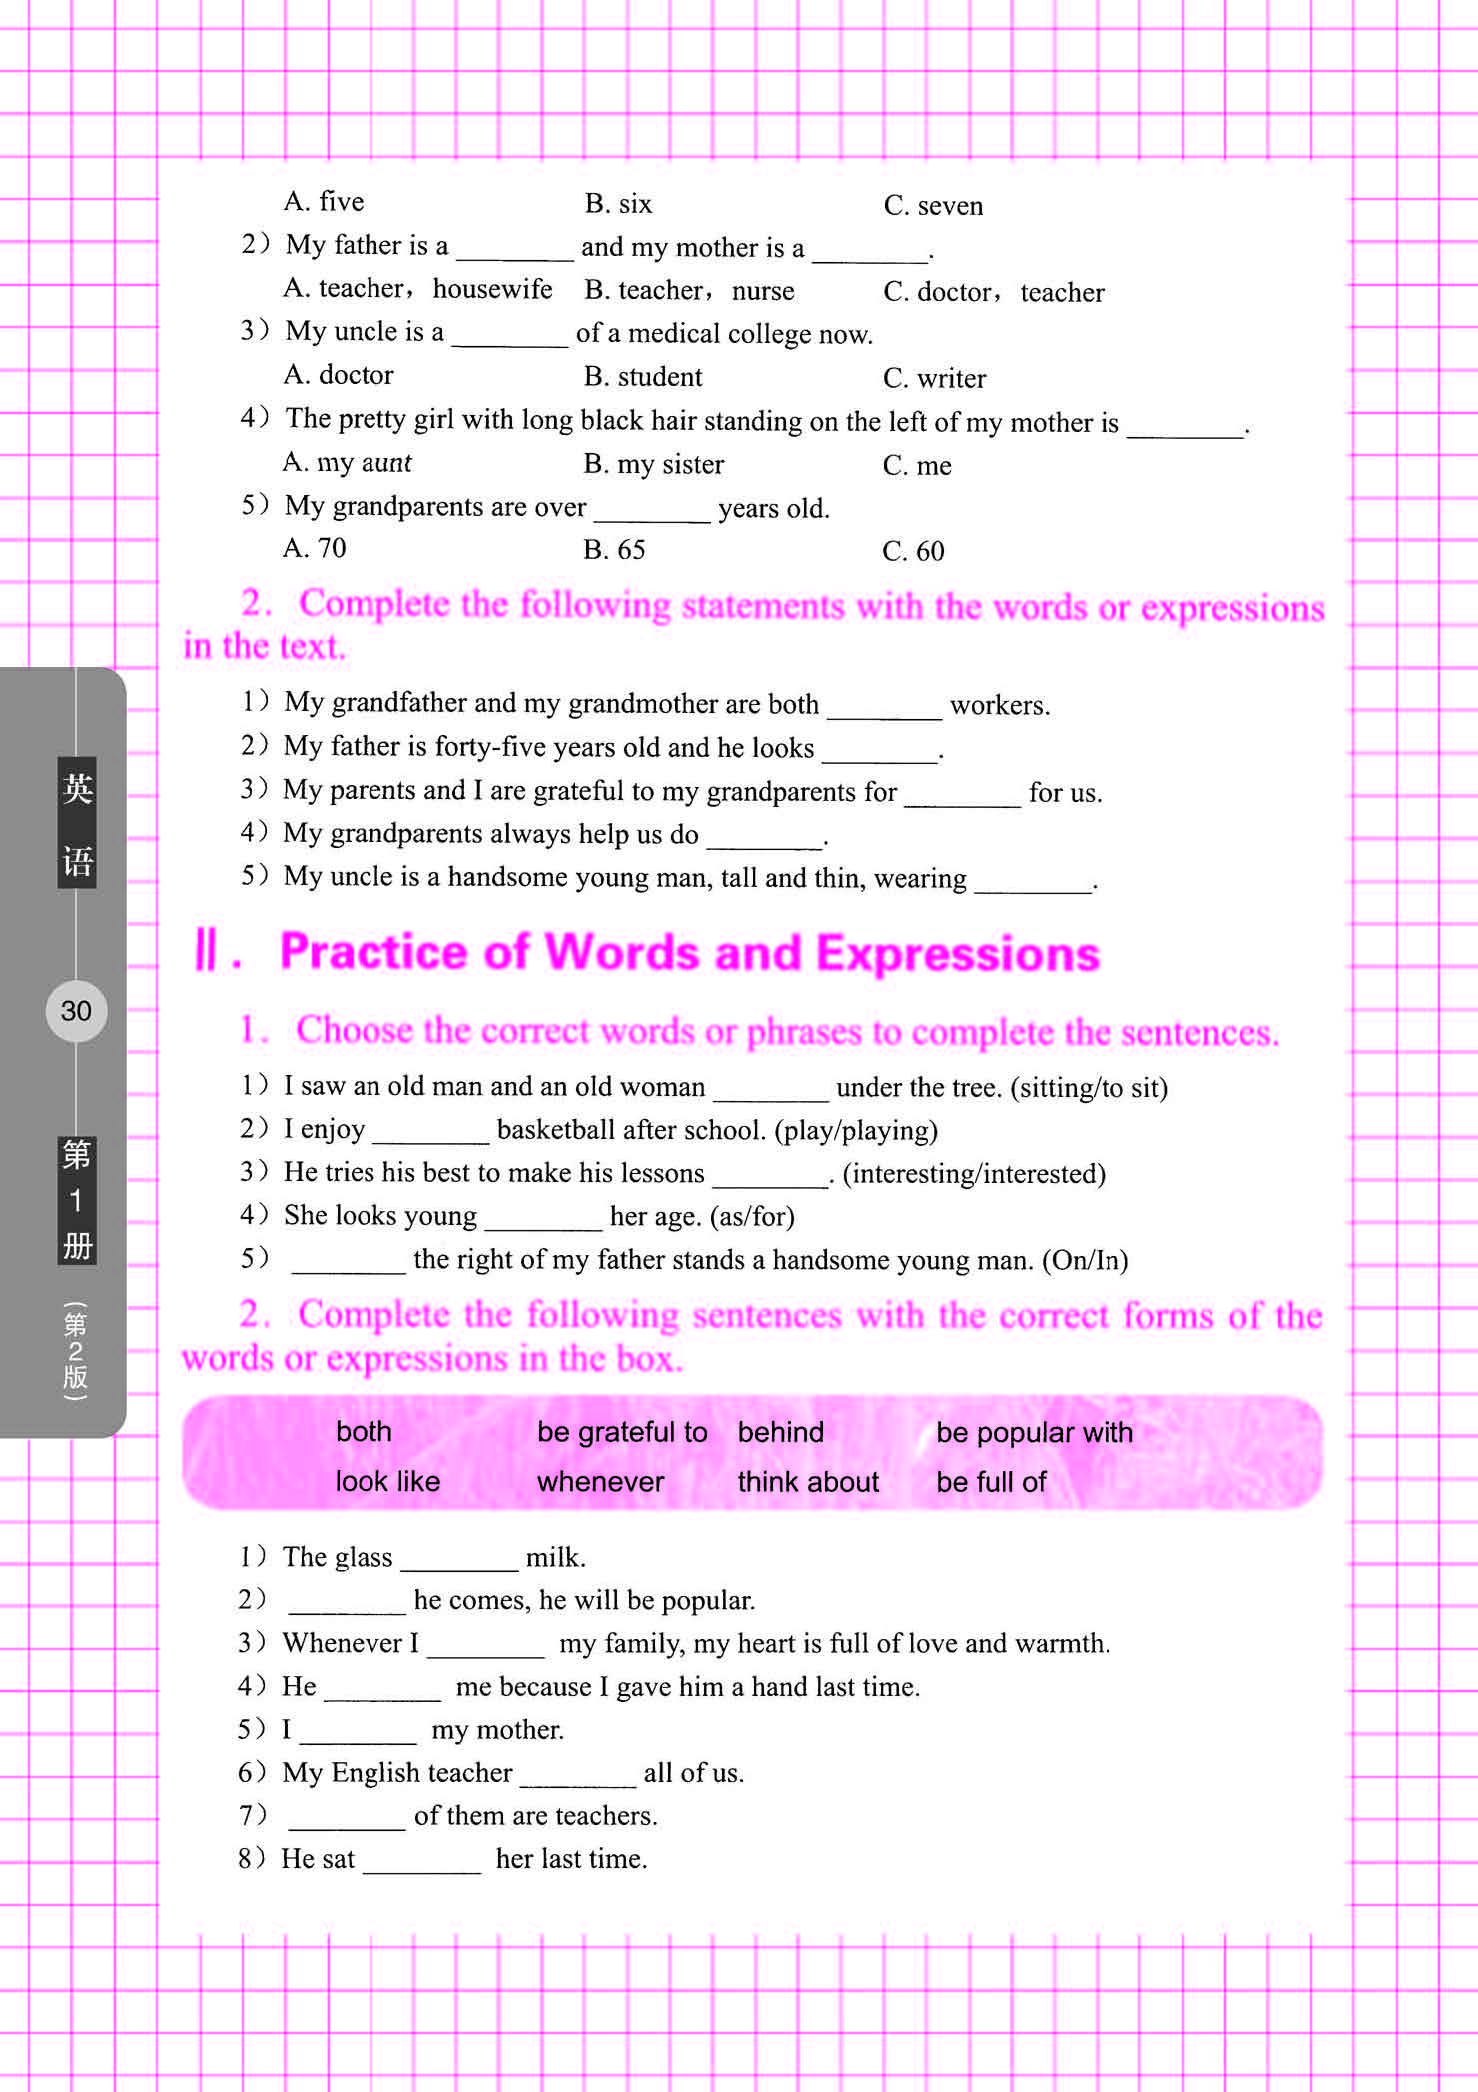 A. five B. six C. seven
2）My father is a ________ and my mother is a ________.
A. teacher，housewife B. teacher，nurse C. doctor，teacher
3）My uncle is a ________ of a medical college now.
A. doctor B. student C. writer
4）The pretty girl with long black hair standing on the left of my mother is ________.
A. my aunt B. my sister C. me
5）My grandparents are over ________ years old.
A. 70 B. 65 C. 60
2. Complete the following statements with the words or expressions
in the text.
1）My grandfather and my grandmother are both ________ workers.
2）My father is forty-five years old and he looks ________.
3）My parents and I are grateful to my grandparents for ________ for us.
4）My grandparents always help us do ________.
5）My uncle is a handsome young man, tall and thin, wearing ________.
Ⅱ. Practice of Words and Expressions
1. Choose the correct words or phrases to complete the sentences.
1）I saw an old man and an old woman ________ under the tree. (sitting/to sit)
2）I enjoy ________ basketball after school. (play/playing)
3）He tries his best to make his lessons ________. (interesting/interested)
4）She looks young ________ her age. (as/for)
5）________ the right of my father stands a handsome young man. (On/In)
2. Complete the following sentences with the correct forms of the
words or expressions in the box.
both be grateful to behind be popular with
look like whenever think about be full of
1）The glass ________ milk.
2）________ he comes, he will be popular.
3）Whenever I ________ my family, my heart is full of love and warmth.
4）He ________ me because I gave him a hand last time.
5）I ________ my mother.
6）My English teacher ________ all of us.
7）________ of them are teachers.
8）He sat ________ her last time.
英语
30
第1册
(第2版)